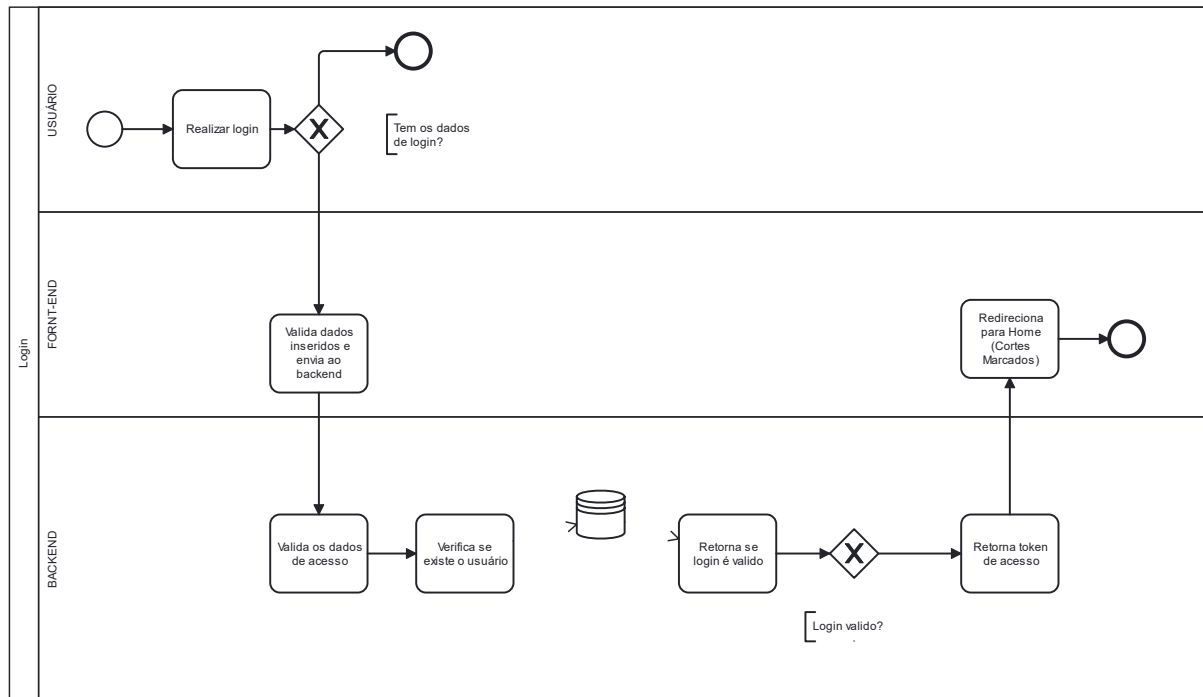 Login
USUÁRIO
Realizar login
Tem os dados
de login?
FORNT-END
Valida dados
inseridos e
envia ao
backend
Redireciona
para Home
(Cortes
Marcados)
BACKEND
Valida os dados
de acesso
Verifica se
existe o usuário
Retorna se
login é valido
Retorna token
de acesso
Login valido?